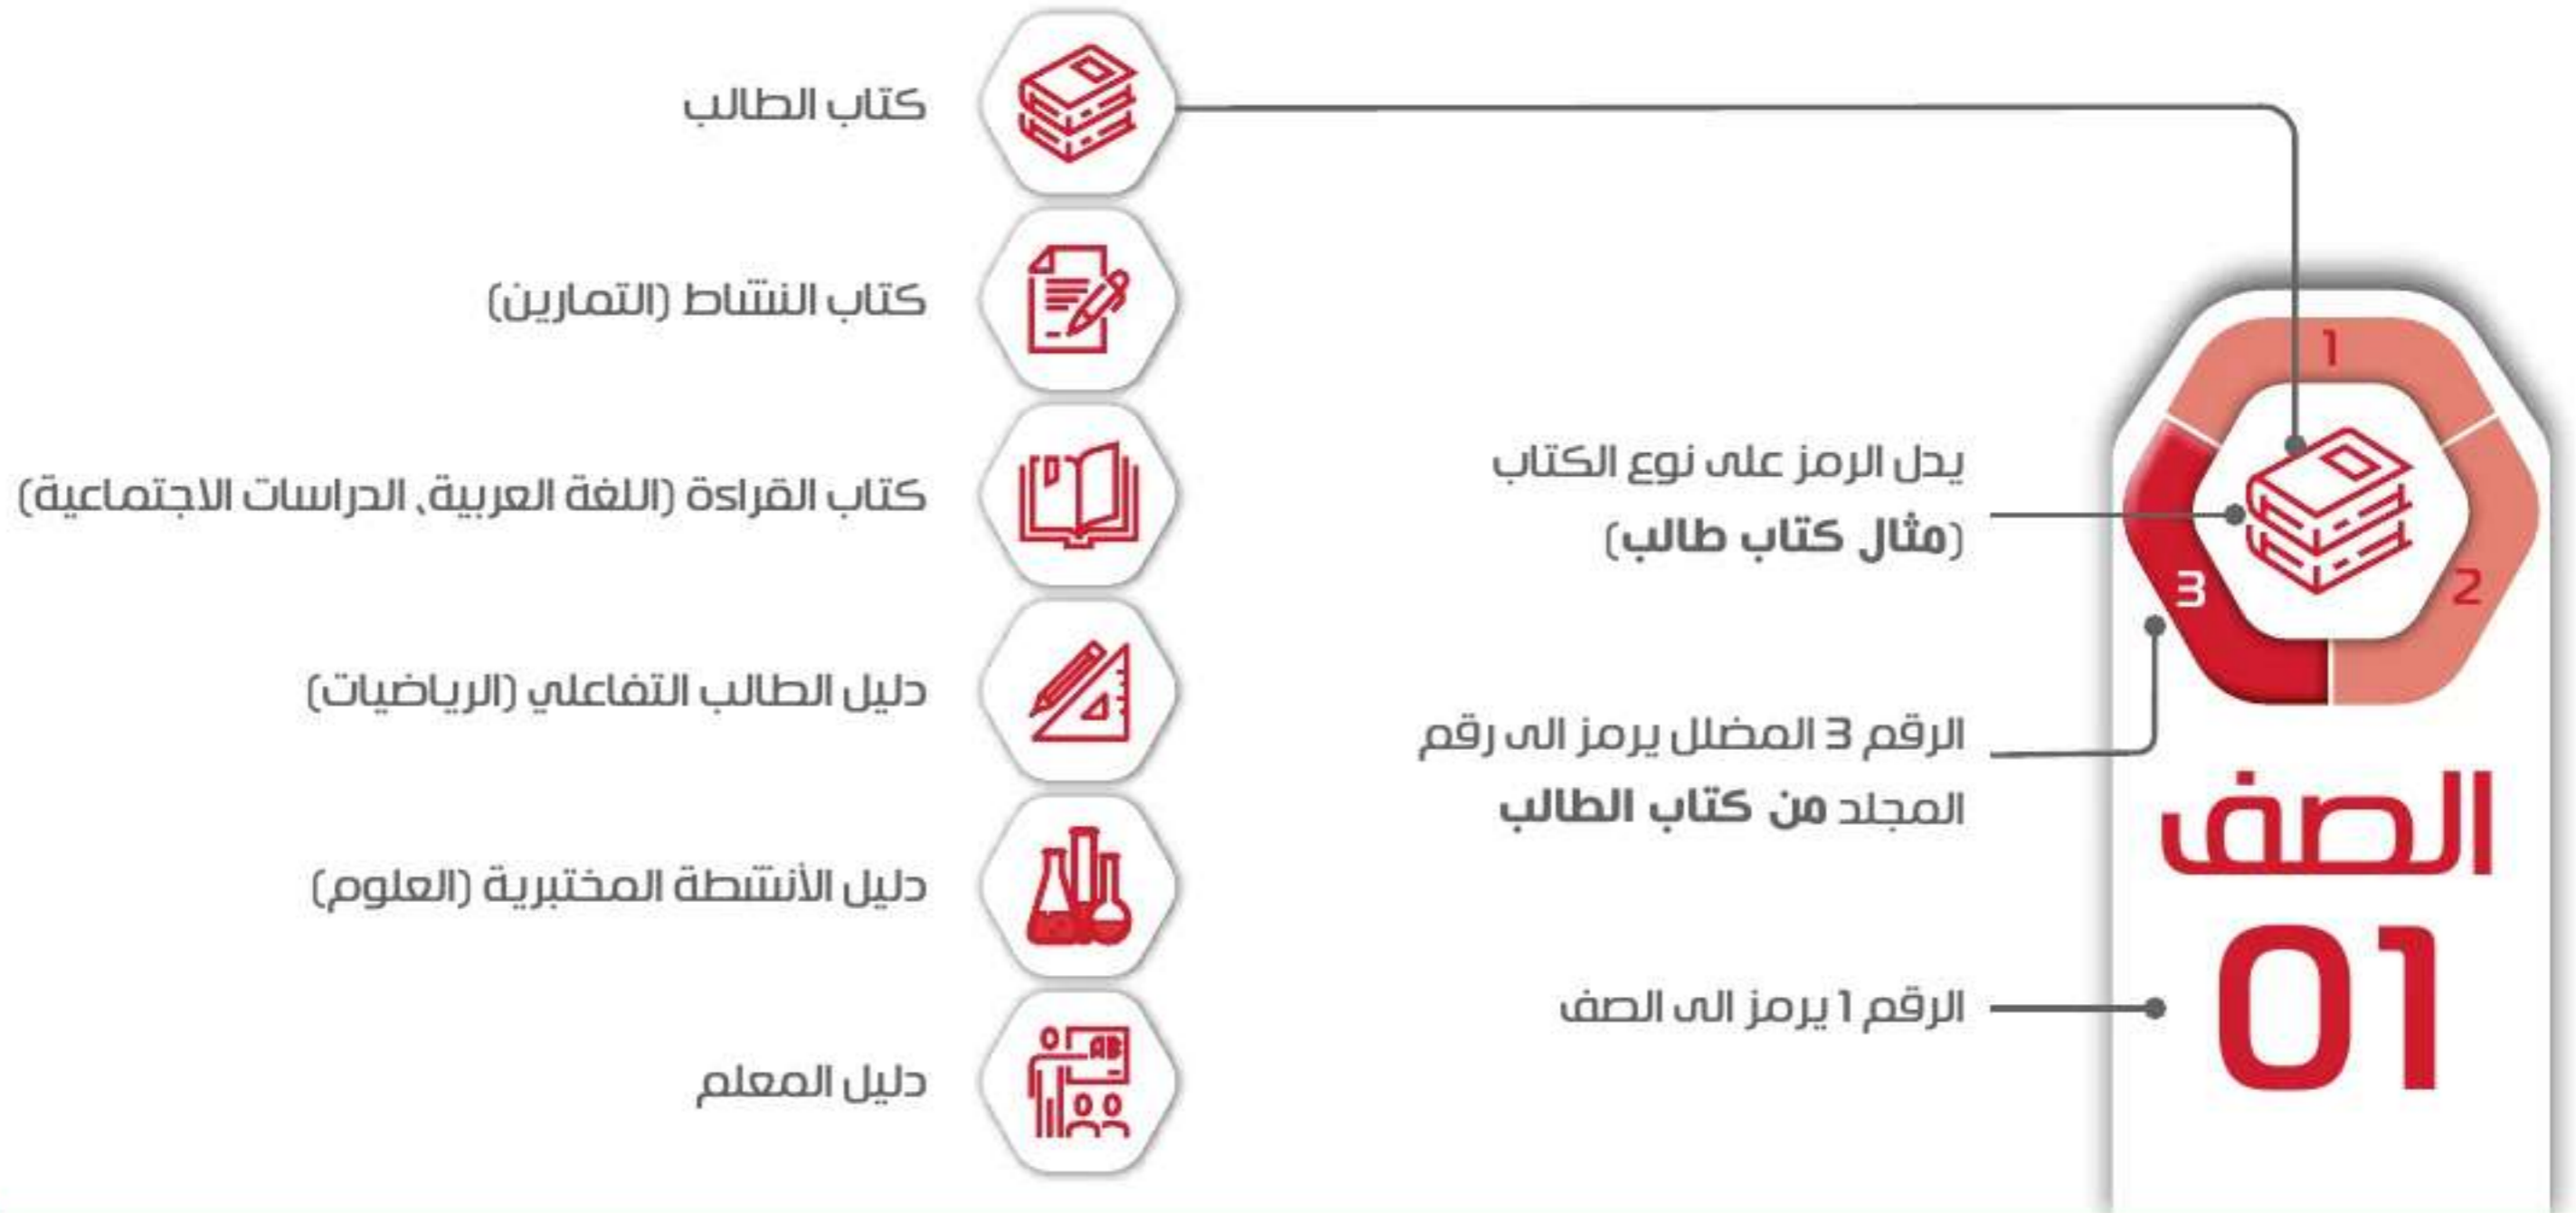 1
2
3
الصف
01
يدل الرمز على نوع الكتاب
(مثال كتاب طالب)
الرقم 3 المضلل يرمز الى رقم
المجلد من كتاب الطالب
الرقم 1 يرمز الى الصف
كتاب الطالب
كتاب النشاط (التمارين)
كتاب القراءة (اللغة العربية، الدراسات الاجتماعية)
دليل الطالب التفاعلي (الرياضيات)
دليل الأنشطة المختبرية (العلوم)
AB
دليل المعلم